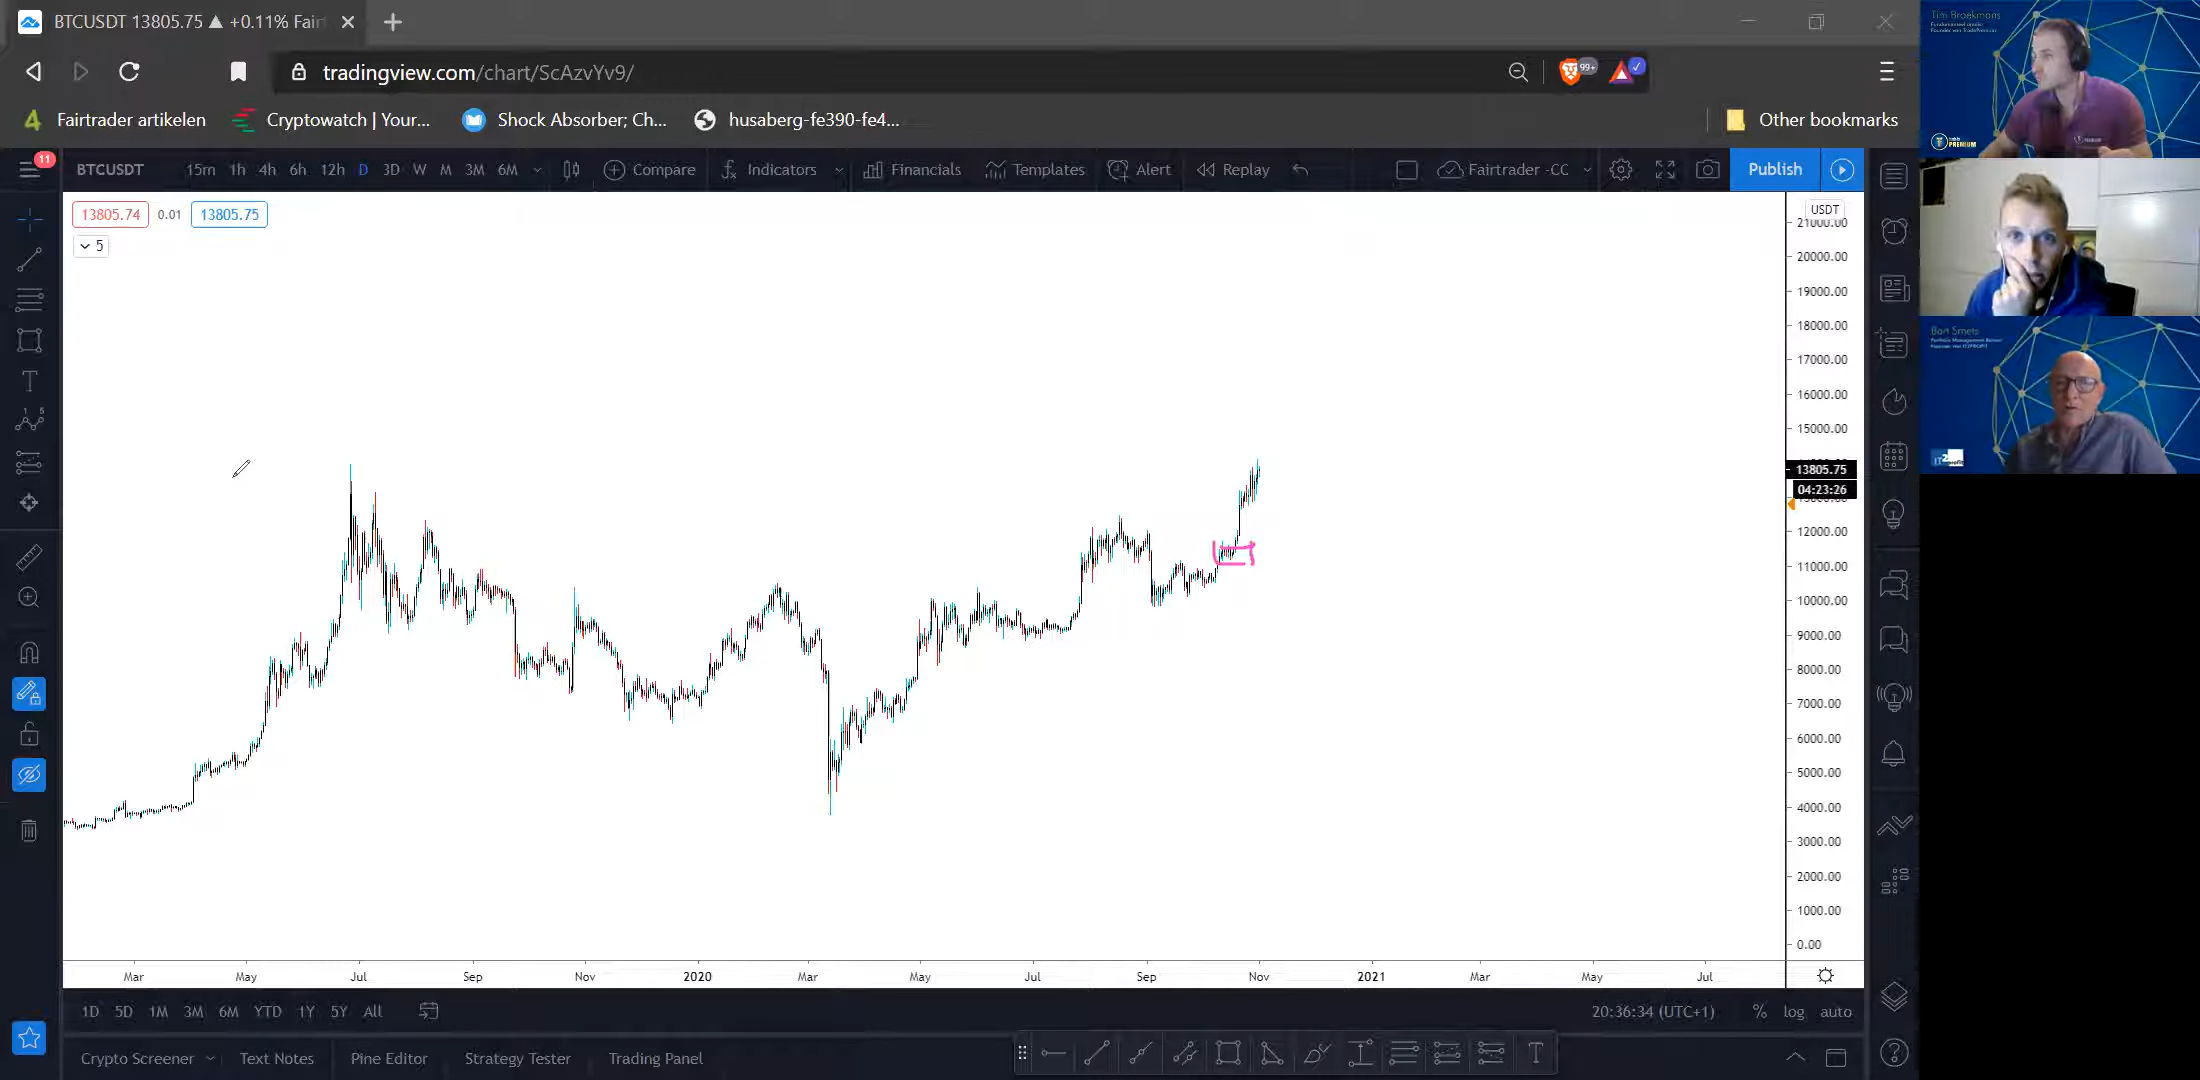 BTCUSDT 13805.75 ▲ +0.11% Fair
tradingview.com/chart/ScAzvYv9/
99+
Fairtrader artikelen
Cryptowatch | Your...
Shock Absorber; Ch...
husaberg-fe390-fe4...
Other bookmarks
11
BTCUSDT 15m 1h 4h 6h 12h D 3D W M 3M 6M Compare Indicators Financials Templates Alert Replay Fairtrader -CC Publish
13805.74 0.01 13805.75
5
USDT
21000.00
20000.00
19000.00
18000.00
17000.00
16000.00
15000.00
13805.75
04:23:26
12000.00
11000.00
10000.00
9000.00
8000.00
7000.00
6000.00
5000.00
4000.00
3000.00
2000.00
1000.00
0.00
Mar May Jul Sep Nov 2020 Mar May Jul Sep Nov 2021 Mar May Jul
1D 5D 1M 3M 6M YTD 1Y 5Y All
20:36:34 (UTC+1) % log auto
Crypto Screener Text Notes Pine Editor Strategy Tester Trading Panel
Tim Broekmans
PREMIUM
Bart Smets